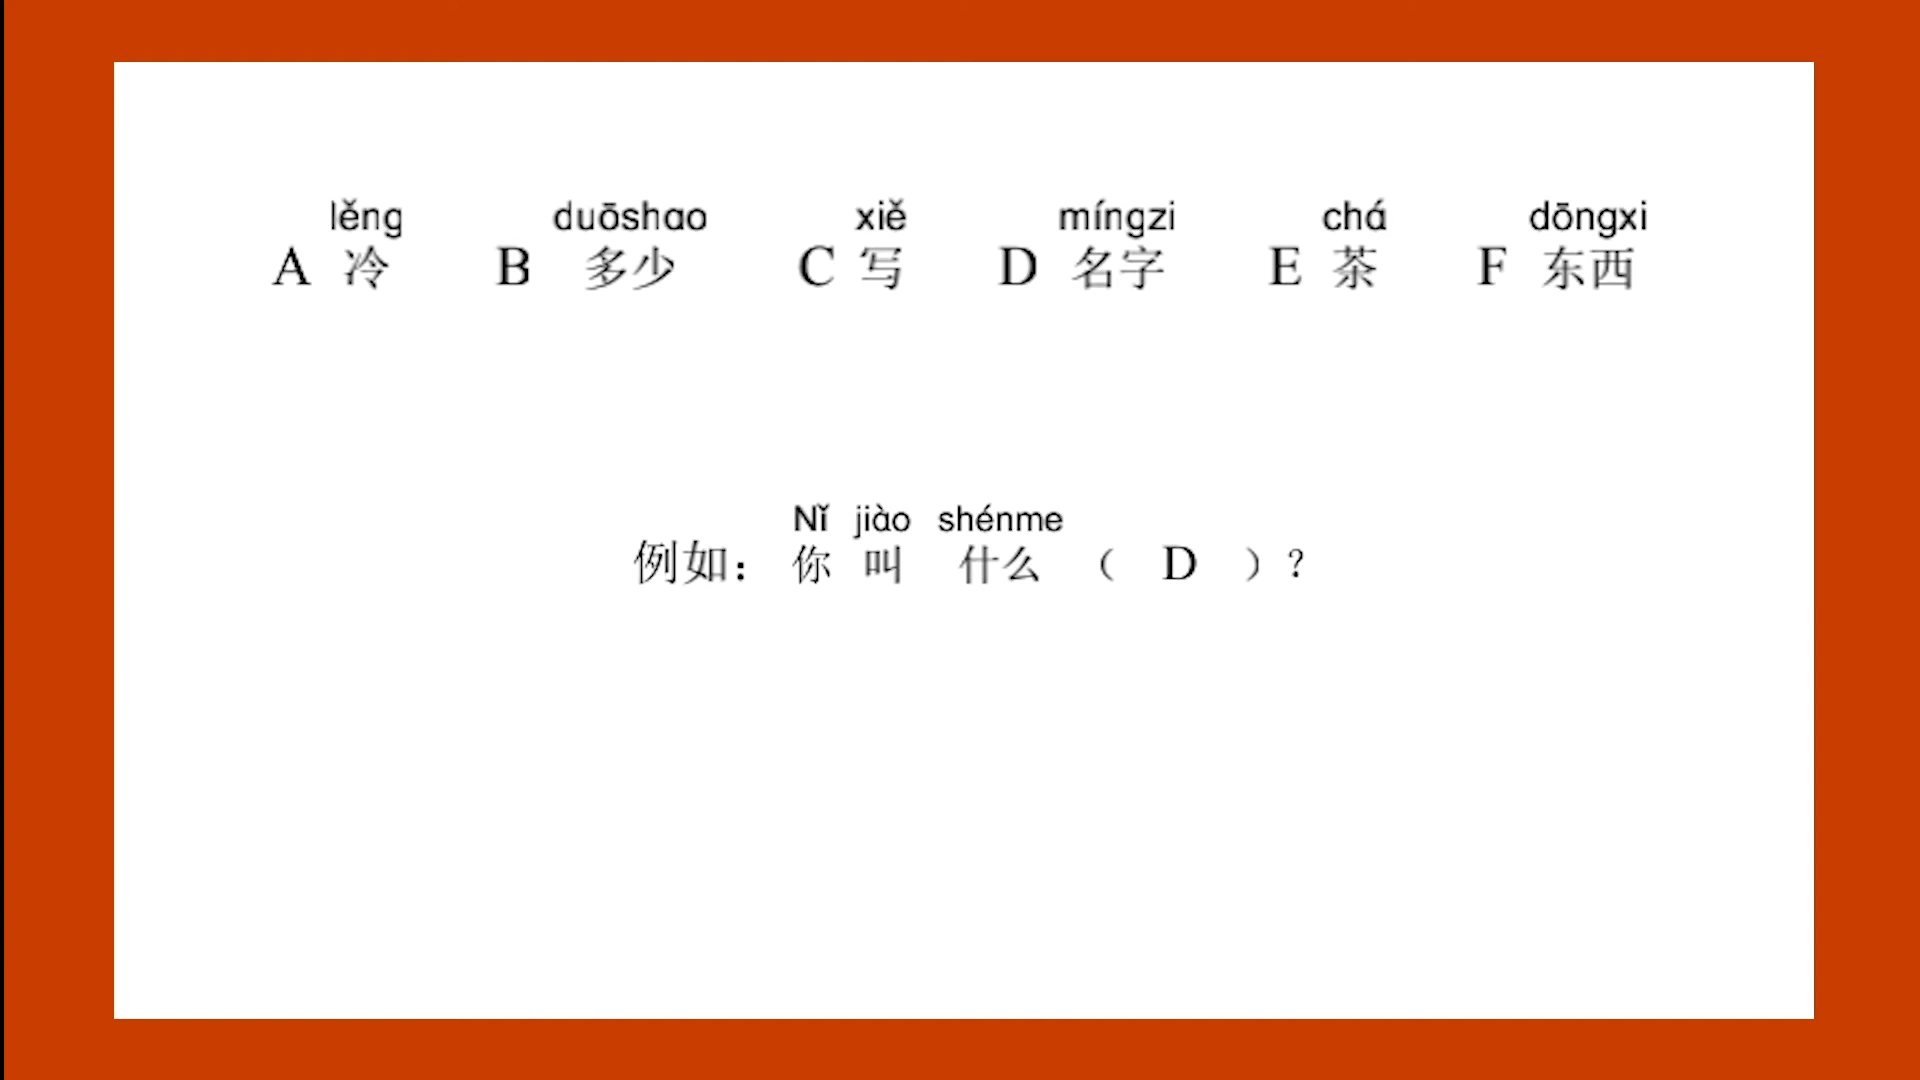 lěng duōshao xiě míngzi chá dōngxi
A 冷 B 多少 C 写 D 名字 E 茶 F 东西
Nǐ jiào shénme
例如： 你 叫 什么 （ D ）？